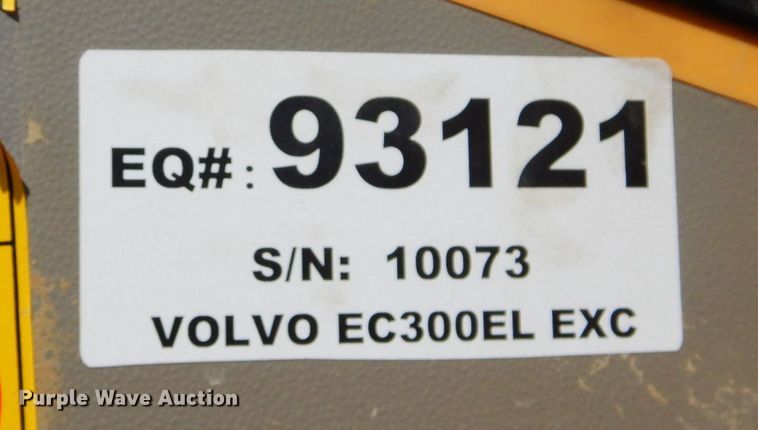 EQ#: 93121
S/N: 10073
VOLVO EC300EL EXC
Purple Wave Auction